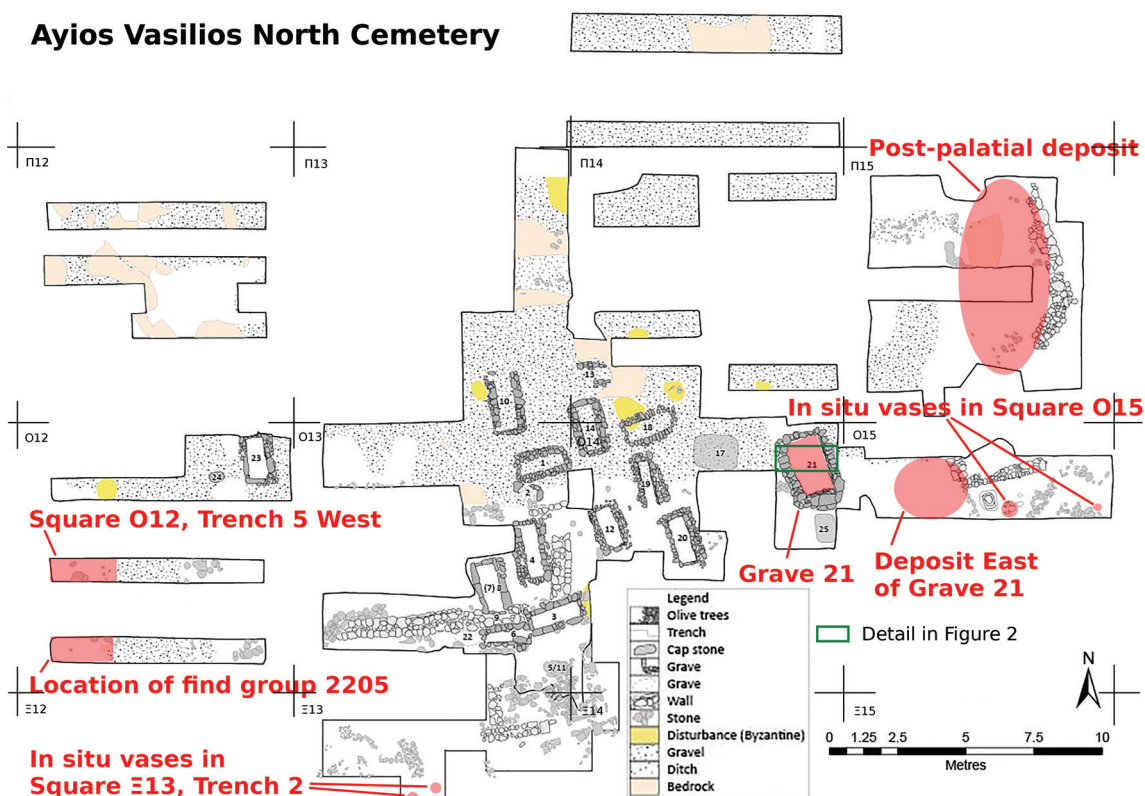 Ayios Vasilios North Cemetery
Π12
Π13
Π14
Π15
Post-palatial deposit
O12
O13
O14
O15
In situ vases in Square O15
10
13
14
18
23
24
1
2
17
21
19
12
20
25
4
Square O12, Trench 5 West
Grave 21
Deposit East
of Grave 21
(7) 8
9
3
22
6
5/11
Location of find group 2205
Ξ12
Ξ13
Ξ14
Ξ15
In situ vases in
Square Ξ13, Trench 2
Legend
Olive trees
Trench
Cap stone
Grave
Grave
Wall
Stone
Disturbance (Byzantine)
Gravel
Ditch
Bedrock
Detail in Figure 2
N
0 1.25 2.5 5 7.5 10
Metres